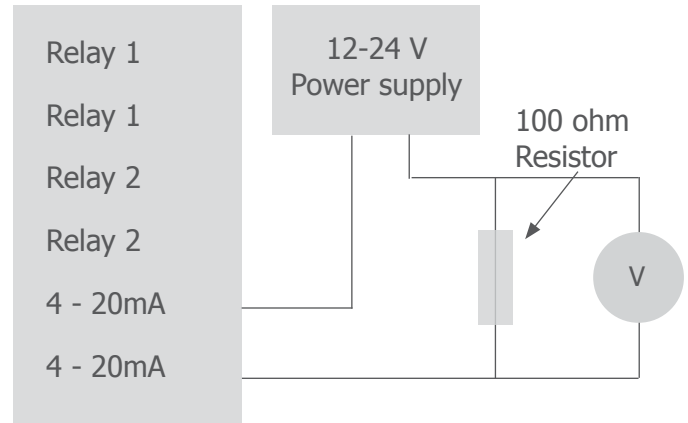 Relay 1
Relay 1
Relay 2
Relay 2
4 - 20mA
4 - 20mA
12-24 V
Power supply
100 ohm
Resistor
V